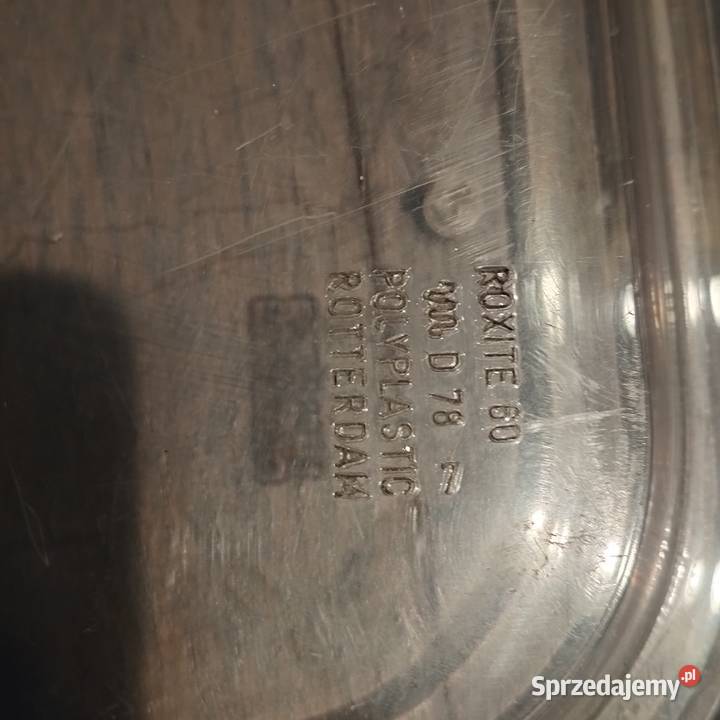 ROXITE 60
D 78 7
POLYPLASTIC
ROTTERDAM
Sprzedajemy.pl